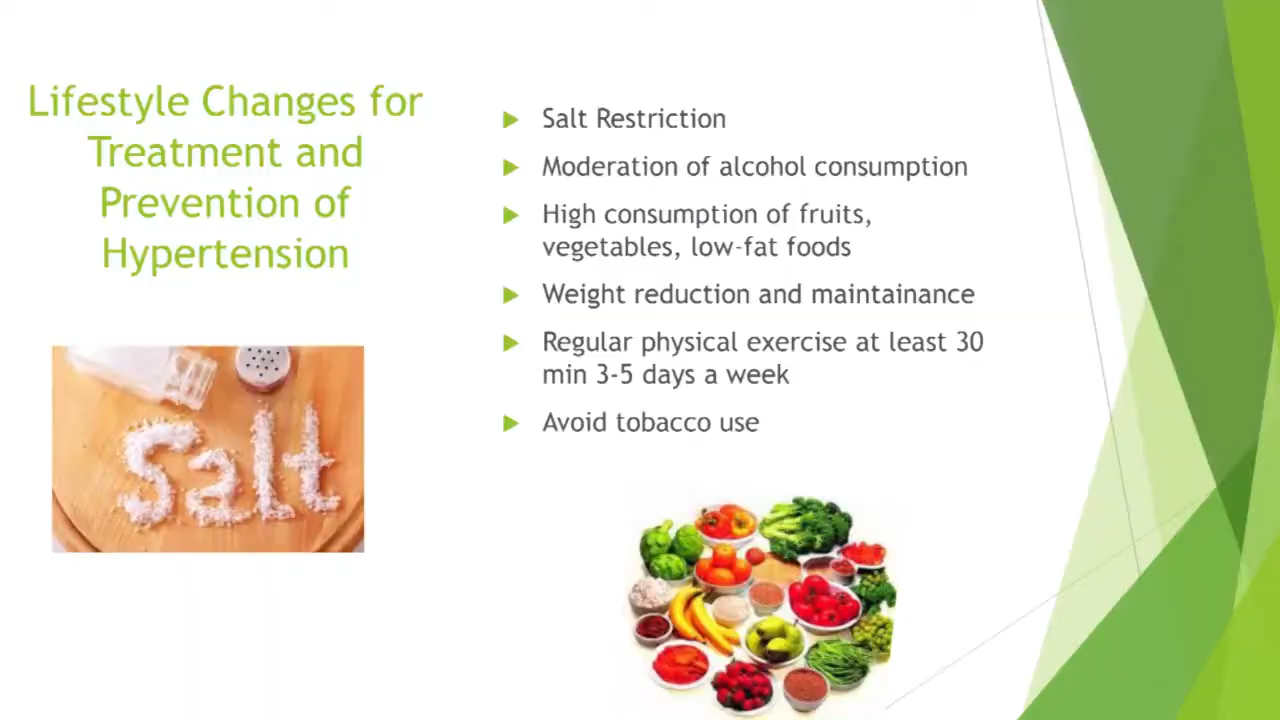 Lifestyle Changes for
Treatment and
Prevention of
Hypertension
Salt Restriction
Moderation of alcohol consumption
High consumption of fruits,
vegetables, low-fat foods
Weight reduction and maintainance
Regular physical exercise at least 30
min 3-5 days a week
Avoid tobacco use
Salt